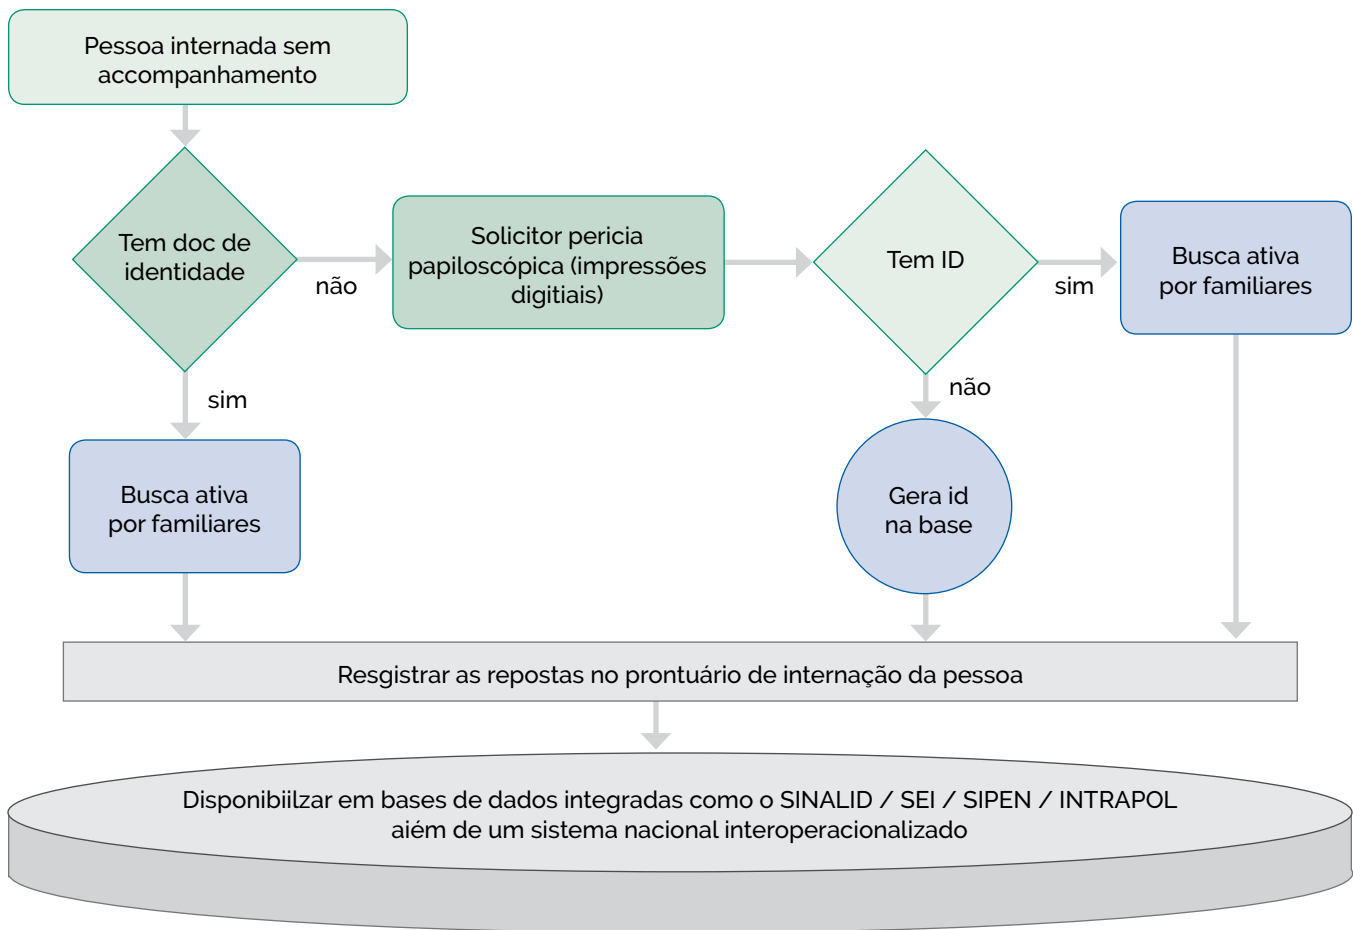 Pessoa internada sem
accompanhamento
Tem doc de
identidade
não
Solicitor pericia
papiloscópica (impressões
digitiais)
Tem ID
sim
Busca ativa
por familiares
sim
não
Busca ativa
por familiares
Gera id
na base
Resgistrar as repostas no prontuário de internação da pessoa
Disponibiilzar em bases de dados integradas como o SINALID / SEI / SIPEN / INTRAPOL
aiém de um sistema nacional interoperacionalizado